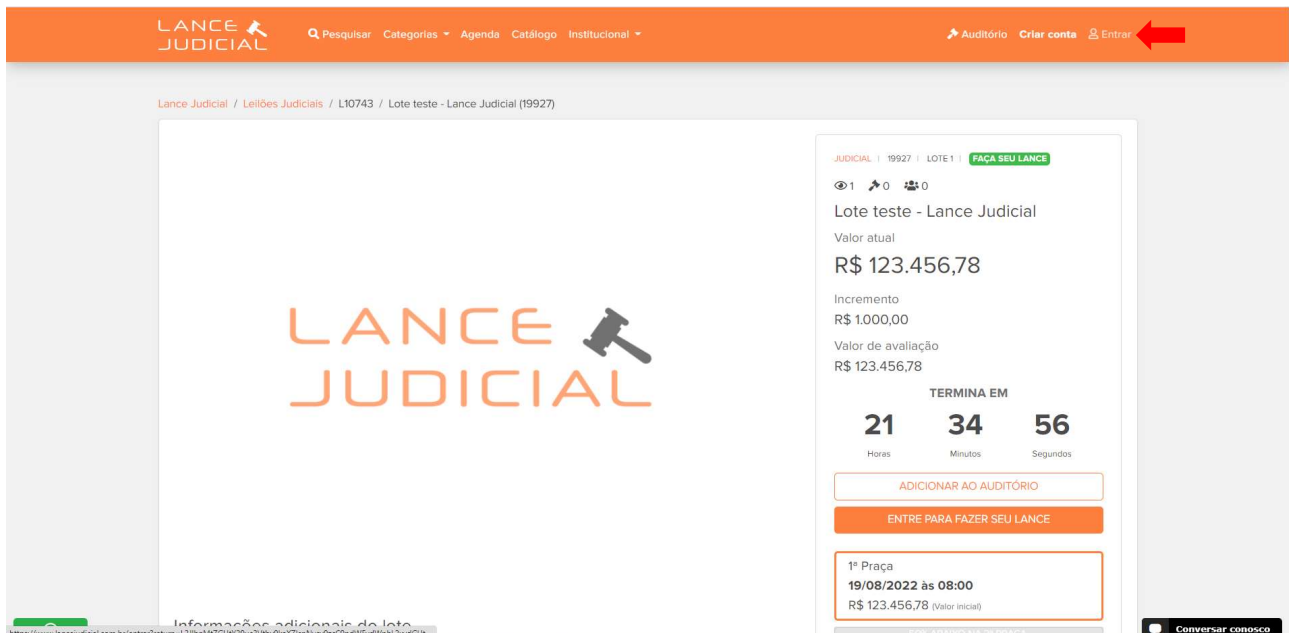 LANCE
JUDICIAL
Pesquisar Categorias Agenda Catálogo Institucional
Auditório Criar conta Entrar
Lance Judicial / Leilões Judiciais / L10743 / Lote teste - Lance Judicial (19927)
LANCE
JUDICIAL
JUDICIAL | 19927 | LOTE 1 | FAÇA SEU LANCE
1 0 0
Lote teste - Lance Judicial
Valor atual
R$ 123.456,78
Incremento
R$ 1.000,00
Valor de avaliação
R$ 123.456,78
TERMINA EM
21 34 56
Horas Minutos Segundos
ADICIONAR AO AUDITÓRIO
ENTRE PARA FAZER SEU LANCE
1ª Praça
19/08/2022 às 08:00
R$ 123.456,78 (Valor inicial)
Informações adicionais do lote
Conversar conosco